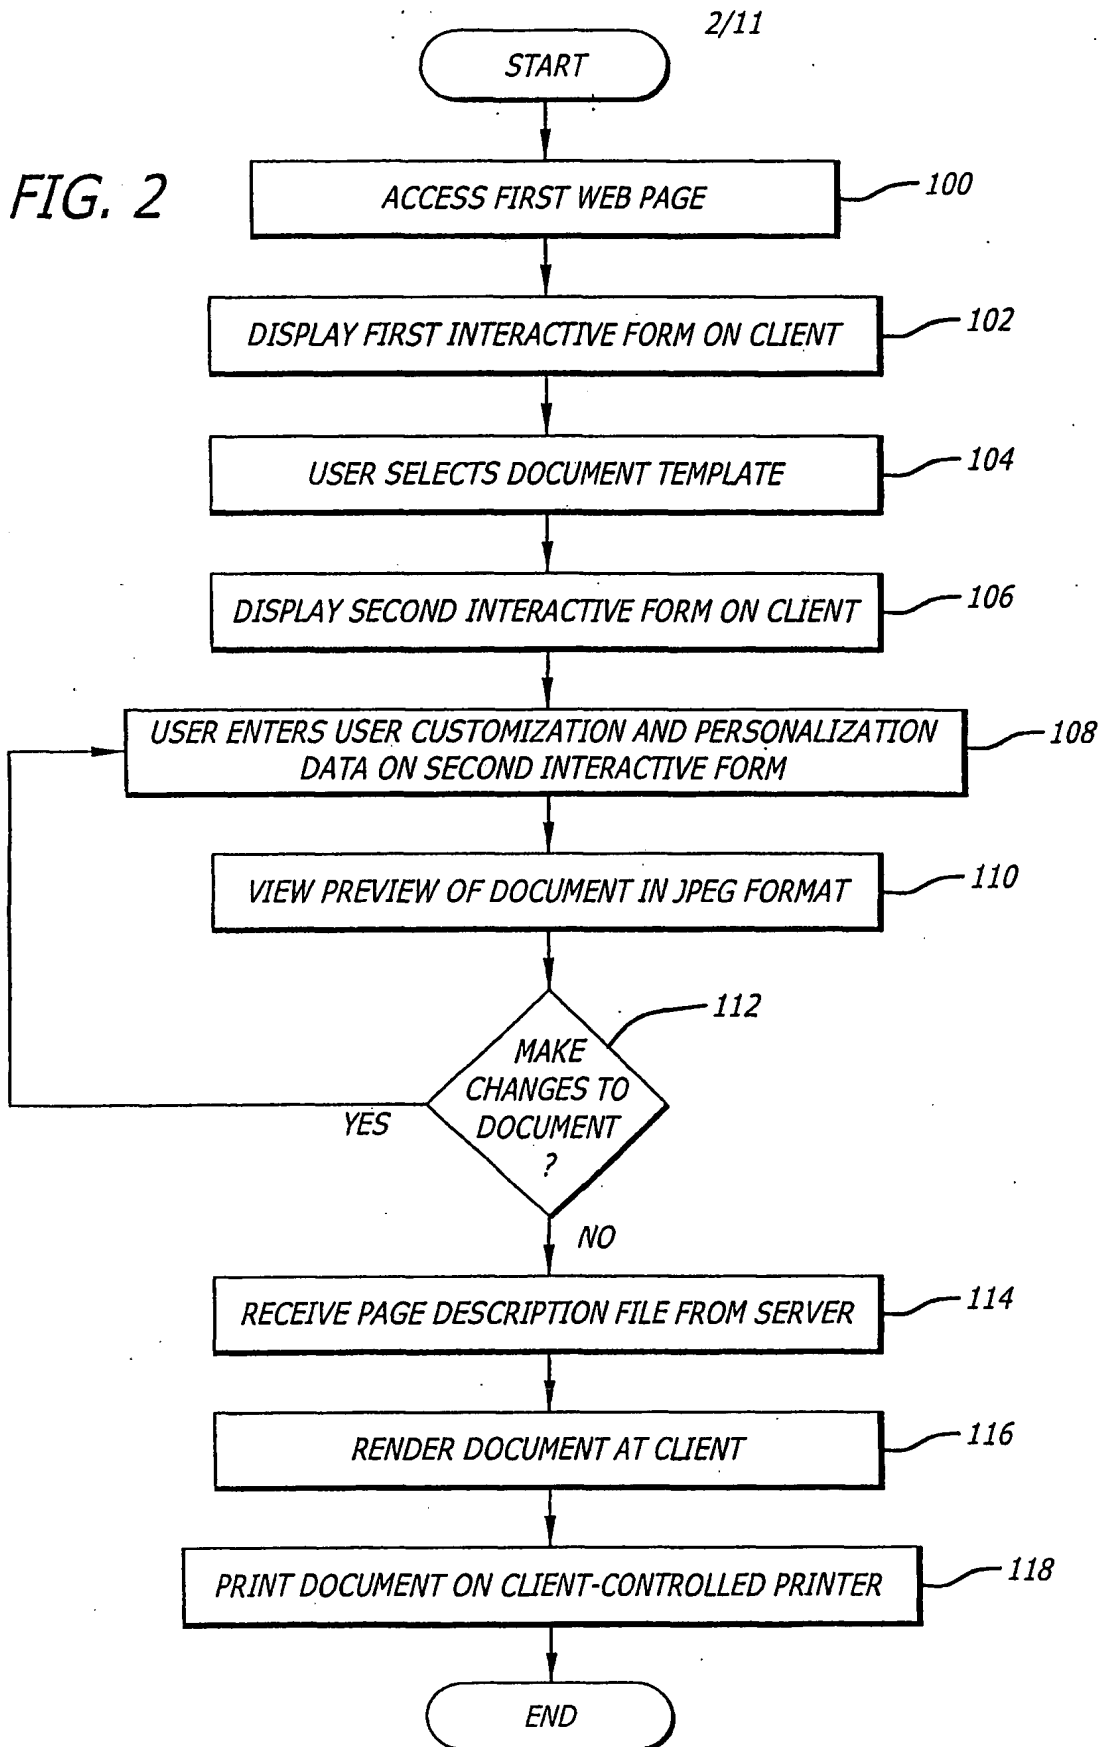 2/11
START
FIG. 2
ACCESS FIRST WEB PAGE
100
DISPLAY FIRST INTERACTIVE FORM ON CLIENT
102
USER SELECTS DOCUMENT TEMPLATE
104
DISPLAY SECOND INTERACTIVE FORM ON CLIENT
106
USER ENTERS USER CUSTOMIZATION AND PERSONALIZATION
DATA ON SECOND INTERACTIVE FORM
108
VIEW PREVIEW OF DOCUMENT IN JPEG FORMAT
110
112
MAKE
CHANGES TO
DOCUMENT
?
YES
NO
RECEIVE PAGE DESCRIPTION FILE FROM SERVER
114
RENDER DOCUMENT AT CLIENT
116
PRINT DOCUMENT ON CLIENT-CONTROLLED PRINTER
118
END